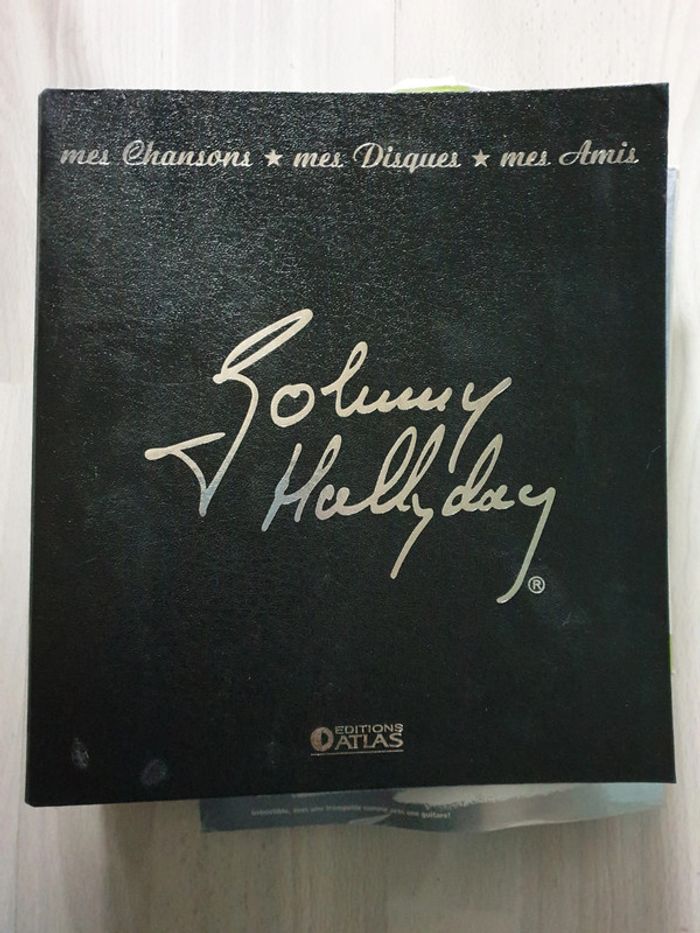 mes Chansons ★ mes Disques ★ mes Amis
Johnny
Hallyday
®
EDITIONS
ATLAS